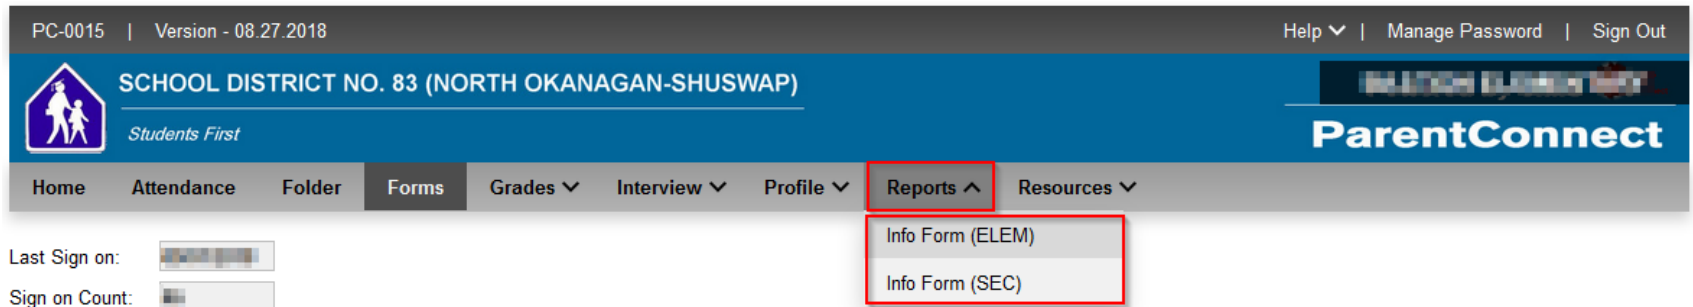 PC-0015 | Version - 08.27.2018 Help | Manage Password | Sign Out
SCHOOL DISTRICT NO. 83 (NORTH OKANAGAN-SHUSWAP)
Students First
ParentConnect
Home Attendance Folder Forms Grades Interview Profile Reports Resources
Info Form (ELEM)
Last Sign on:
Info Form (SEC)
Sign on Count: